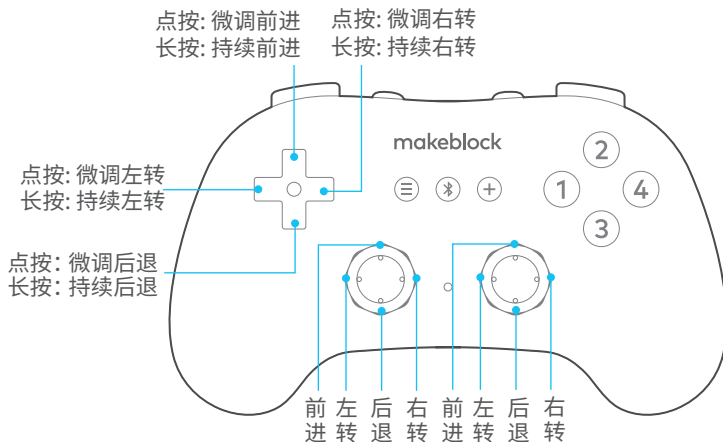 点按: 微调前进
长按: 持续前进
点按: 微调右转
长按: 持续右转
makeblock
点按: 微调左转
长按: 持续左转
1
2
3
4
点按: 微调后退
长按: 持续后退
前进
左转
后退
右转
前进
左转
后退
右转